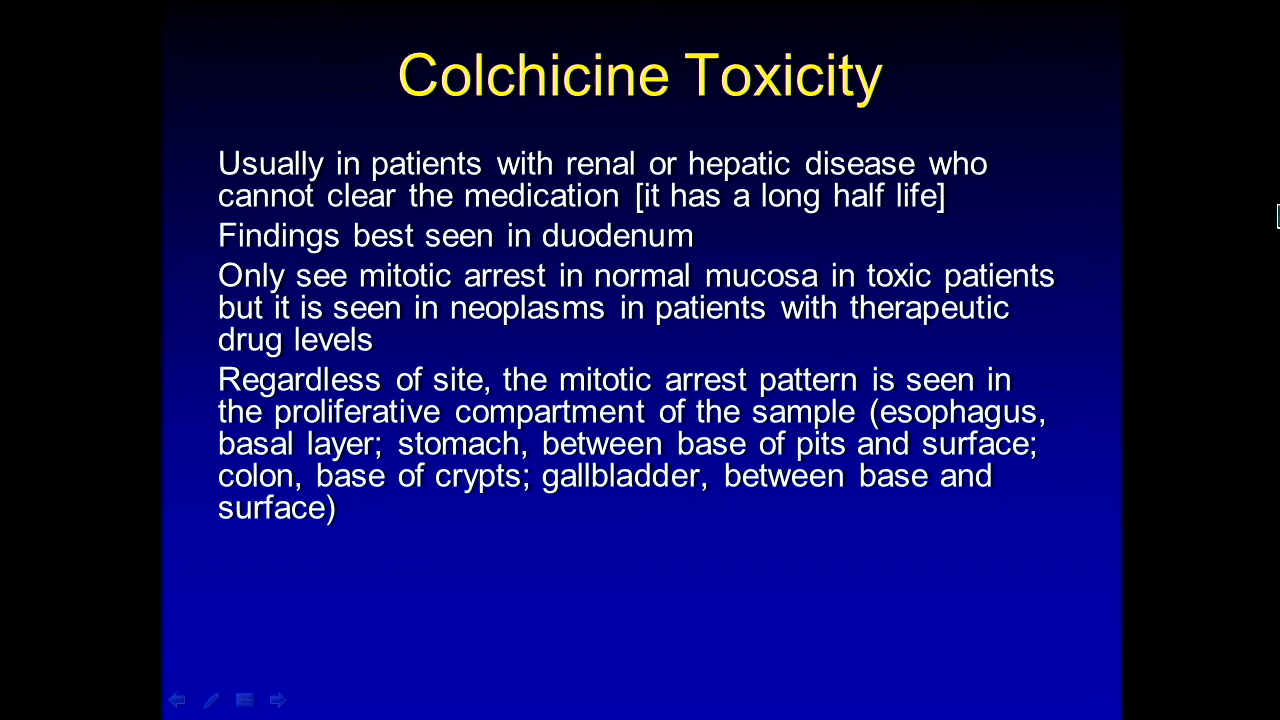 Colchicine Toxicity
Usually in patients with renal or hepatic disease who
cannot clear the medication [it has a long half life]
Findings best seen in duodenum
Only see mitotic arrest in normal mucosa in toxic patients
but it is seen in neoplasms in patients with therapeutic
drug levels
Regardless of site, the mitotic arrest pattern is seen in
the proliferative compartment of the sample (esophagus,
basal layer; stomach, between base of pits and surface;
colon, base of crypts; gallbladder, between base and
surface)